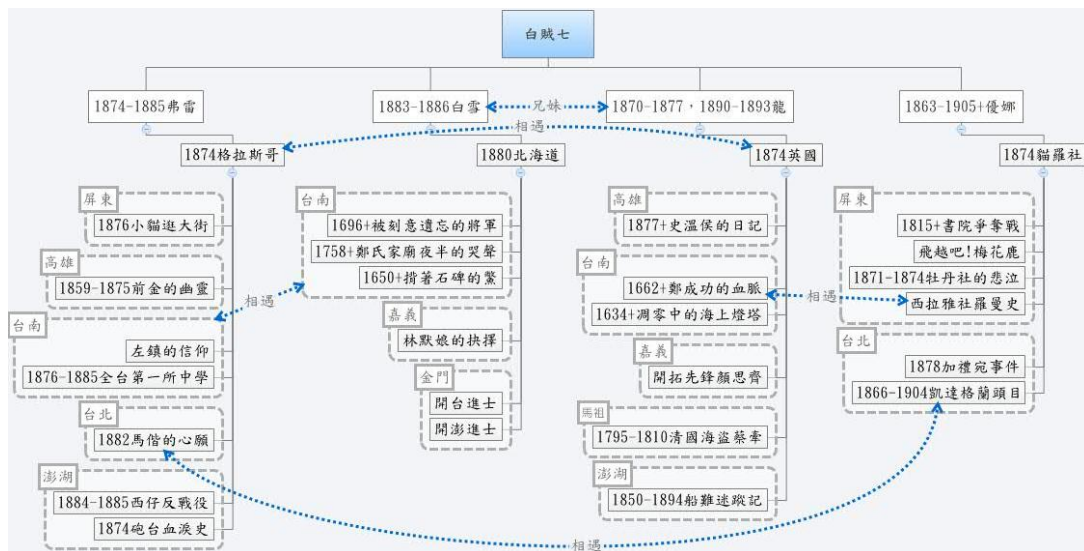 白賊七
1874-1885弗雷
1883-1886白雪
兄妹
1870-1877，1890-1893龍
1863-1905+優娜
相遇
1874格拉斯哥
1880北海道
1874英國
1874貓羅社
屏東
1876小貓逛大街
高雄
1859-1875前金的幽靈
相遇
台南
左鎮的信仰
1876-1885全台第一所中學
台北
1882馬偕的心願
澎湖
1884-1885西仔反戰役
1874砲台血淚史
台南
1696+被刻意遺忘的將軍
1758+鄭氏家廟夜半的哭聲
1650+揹著石碑的鱉
嘉義
林默娘的抉擇
金門
開台進士
開澎進士
高雄
1877+史溫侯的日記
台南
1662+鄭成功的血脈
1634+凋零中的海上燈塔
相遇
嘉義
開拓先鋒顏思齊
馬祖
1795-1810清國海盜蔡牽
澎湖
1850-1894船難迷蹤記
屏東
1815+書院爭奪戰
飛越吧!梅花鹿
1871-1874牡丹社的悲泣
西拉雅社羅曼史
台北
1878加禮宛事件
1866-1904凱達格蘭頭目
相遇